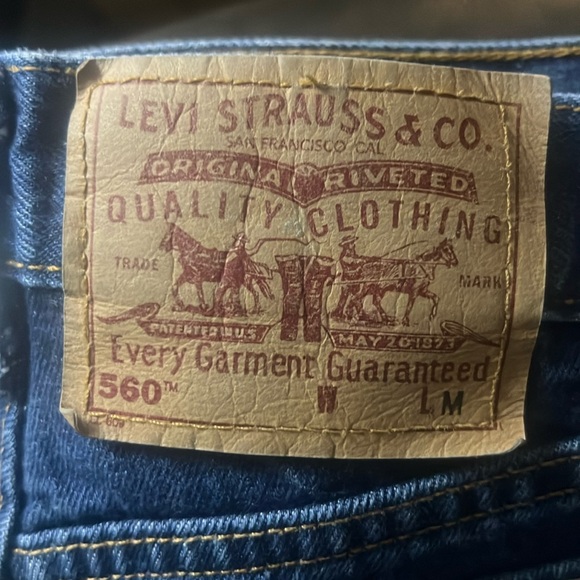 LEVI STRAUSS & CO.
SAN FRANCISCO CAL
ORIGINAL RIVETED
QUALITY CLOTHING
TRADE MARK
PATENTED IN U.S. MAY 20 1873
Every Garment Guaranteed
560™ W L M